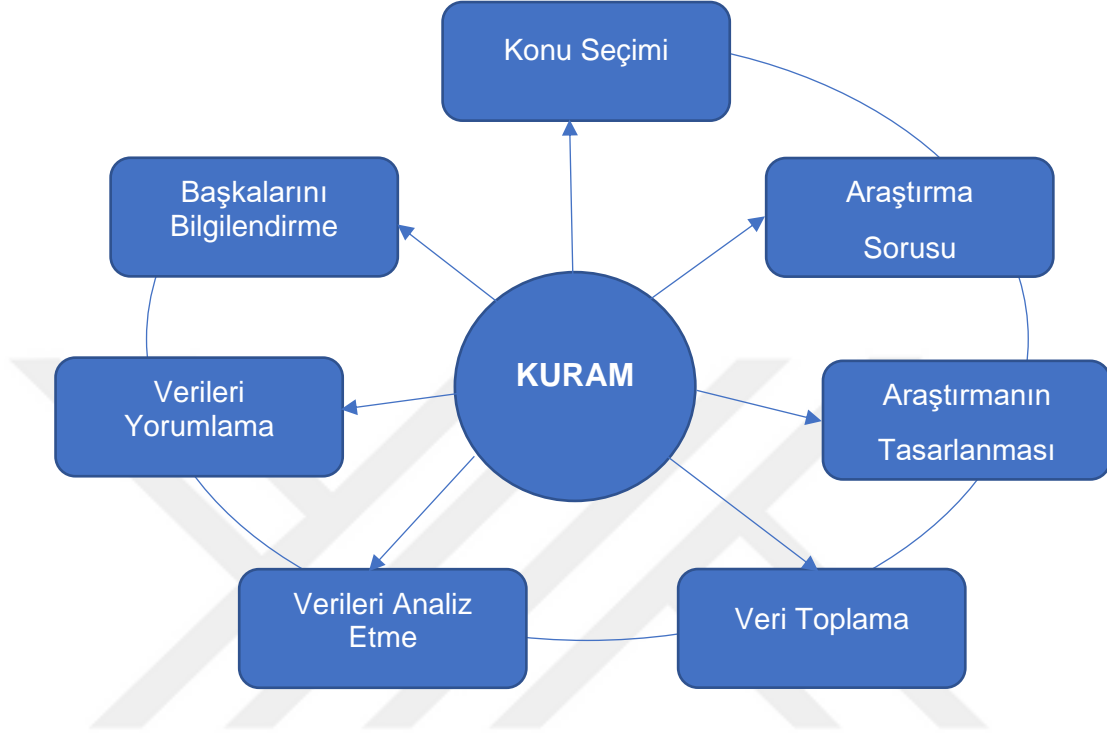 Konu Seçimi
Araştırma
Sorusu
Araştırmanın
Tasarlanması
Veri Toplama
Verileri Analiz
Etme
Verileri
Yorumlama
Başkalarını
Bilgilendirme
KURAM